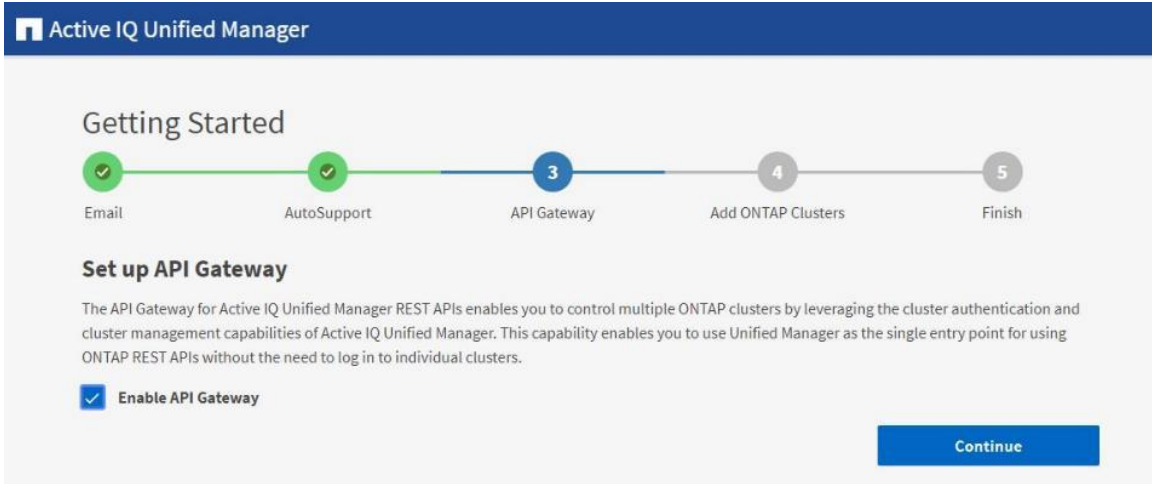 Active IQ Unified Manager
Getting Started
3
4
5
Email
AutoSupport
API Gateway
Add ONTAP Clusters
Finish
Set up API Gateway
The API Gateway for Active IQ Unified Manager REST APIs enables you to control multiple ONTAP clusters by leveraging the cluster authentication and
cluster management capabilities of Active IQ Unified Manager. This capability enables you to use Unified Manager as the single entry point for using
ONTAP REST APIs without the need to log in to individual clusters.
Enable API Gateway
Continue